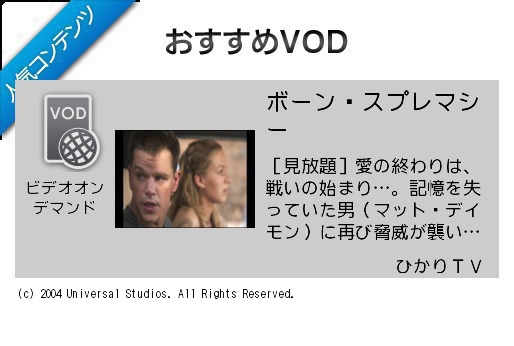 人気コンテンツ
おすすめVOD
VOD
ビデオオン
デマンド
ボーン・スプレマシ
ー
［見放題］愛の終わりは、
戦いの始まり…。記憶を失
っていた男（マット・デイ
モン）に再び脅威が襲い…
ひかりＴＶ
(c) 2004 Universal Studios. All Rights Reserved.